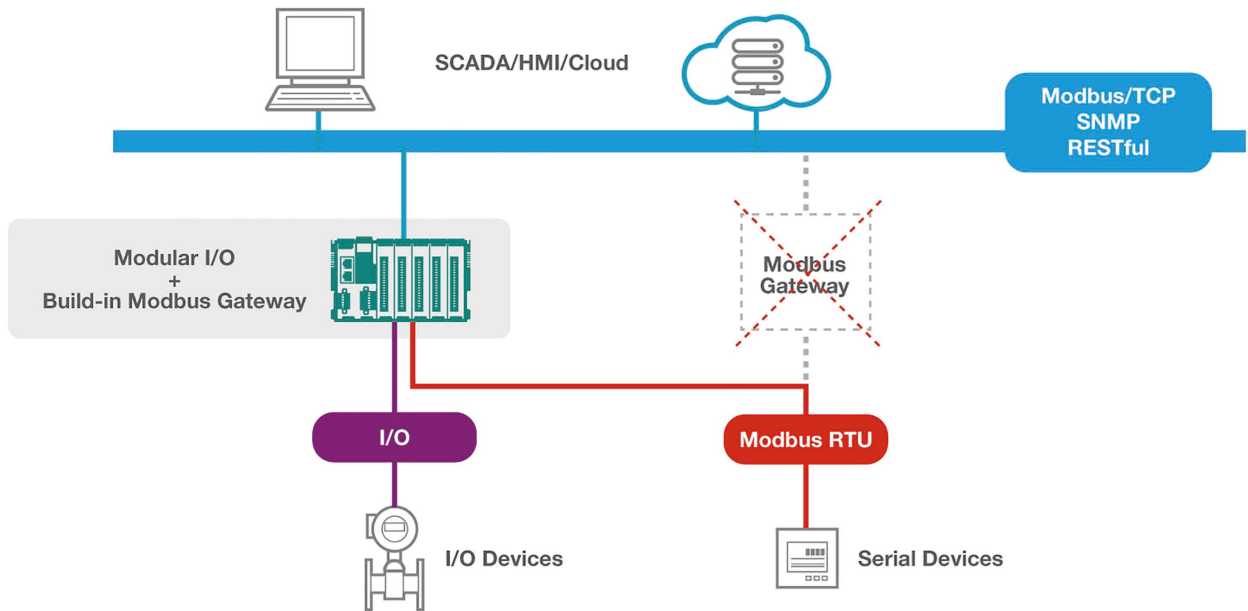 SCADA/HMI/Cloud
Modbus/TCP
SNMP
RESTful
Modular I/O
+
Build-in Modbus Gateway
Modbus
Gateway
I/O
Modbus RTU
I/O Devices
Serial Devices